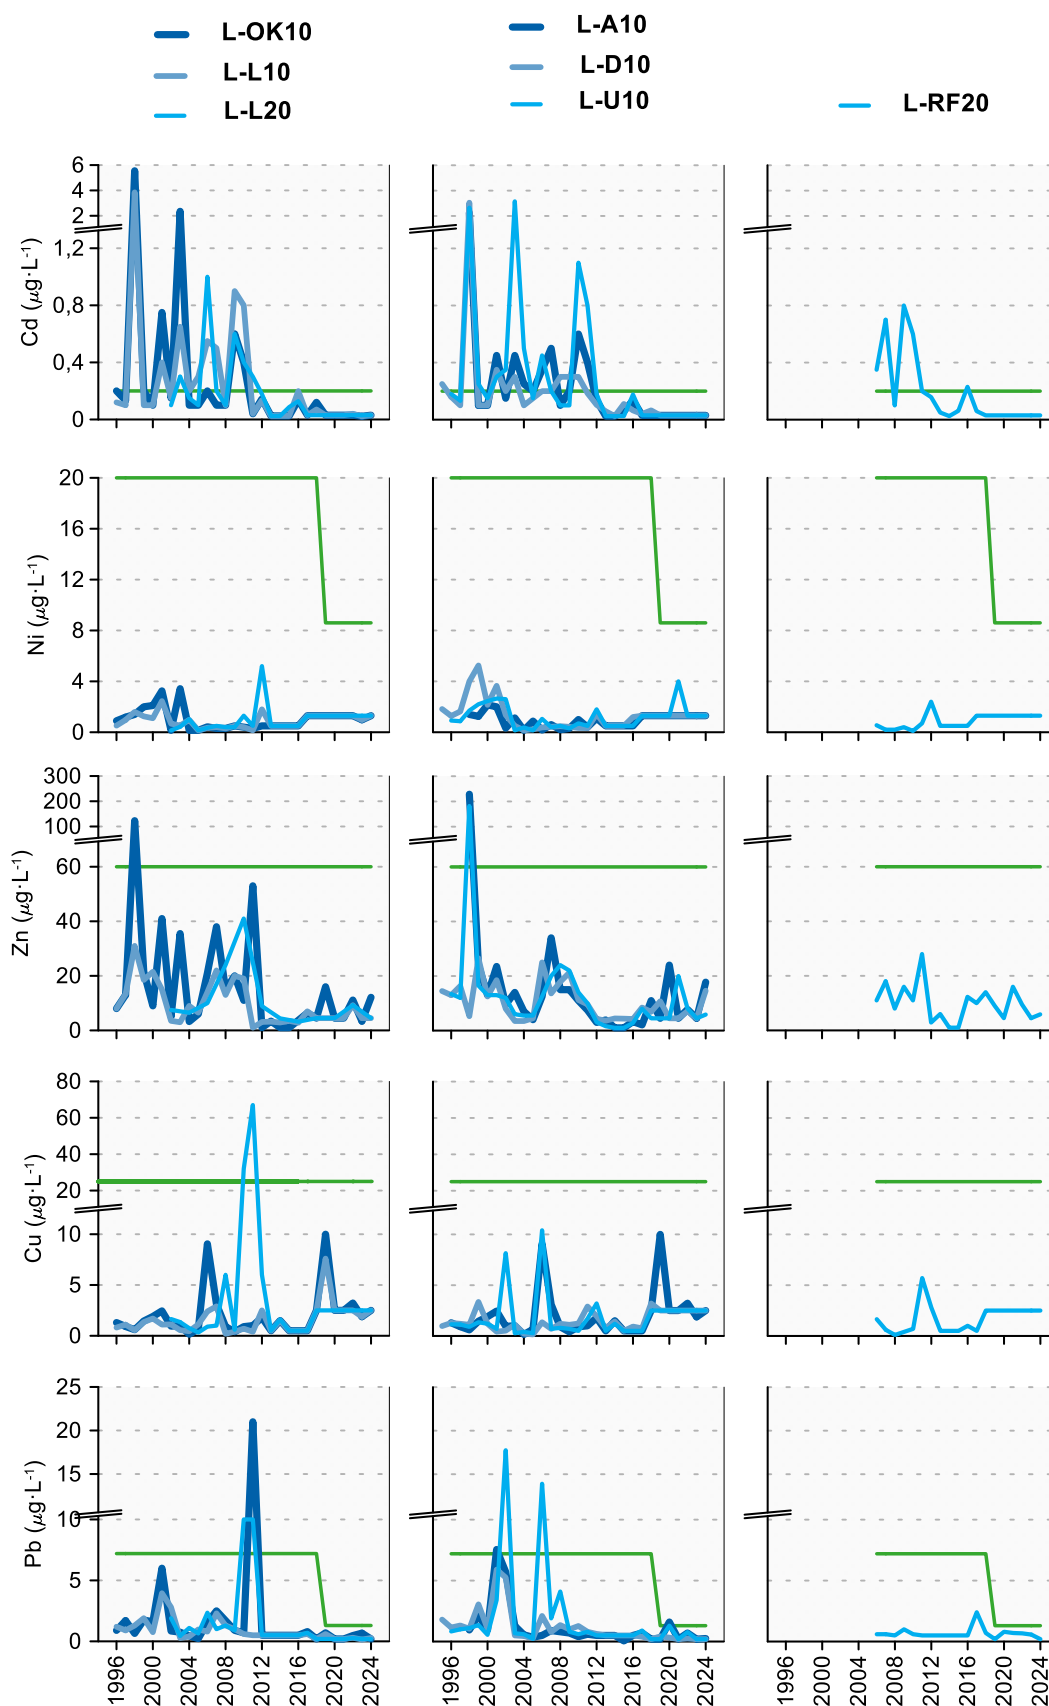 L-OK10
L-L10
L-L20
L-A10
L-D10
L-U10
L-RF20
Cd (µg·L⁻¹)
6
4
2
1,2
0,8
0,4
0
Ni (µg·L⁻¹)
20
16
12
8
4
0
Zn (µg·L⁻¹)
300
200
100
60
40
20
0
Cu (µg·L⁻¹)
80
60
40
20
10
5
0
Pb (µg·L⁻¹)
25
20
15
10
5
0
1996 2000 2004 2008 2012 2016 2020 2024
1996 2000 2004 2008 2012 2016 2020 2024
1996 2000 2004 2008 2012 2016 2020 2024